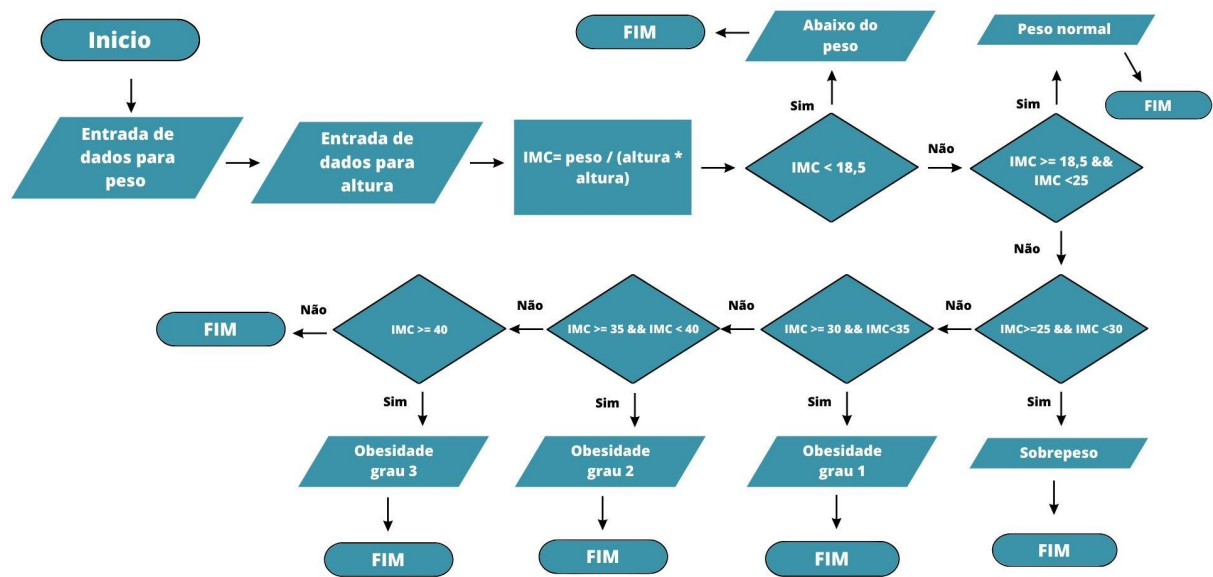 Inicio
Entrada de
dados para
peso
Entrada de
dados para
altura
IMC= peso / (altura *
altura)
IMC < 18,5
Sim
Abaixo do
peso
FIM
Não
IMC >= 18,5 &&
IMC <25
Sim
Peso normal
FIM
Não
IMC>=25 && IMC <30
Sim
Sobrepeso
FIM
Não
IMC >= 30 && IMC<35
Sim
Obesidade
grau 1
FIM
Não
IMC >= 35 && IMC < 40
Sim
Obesidade
grau 2
FIM
Não
IMC >= 40
Sim
Obesidade
grau 3
FIM
Não
FIM